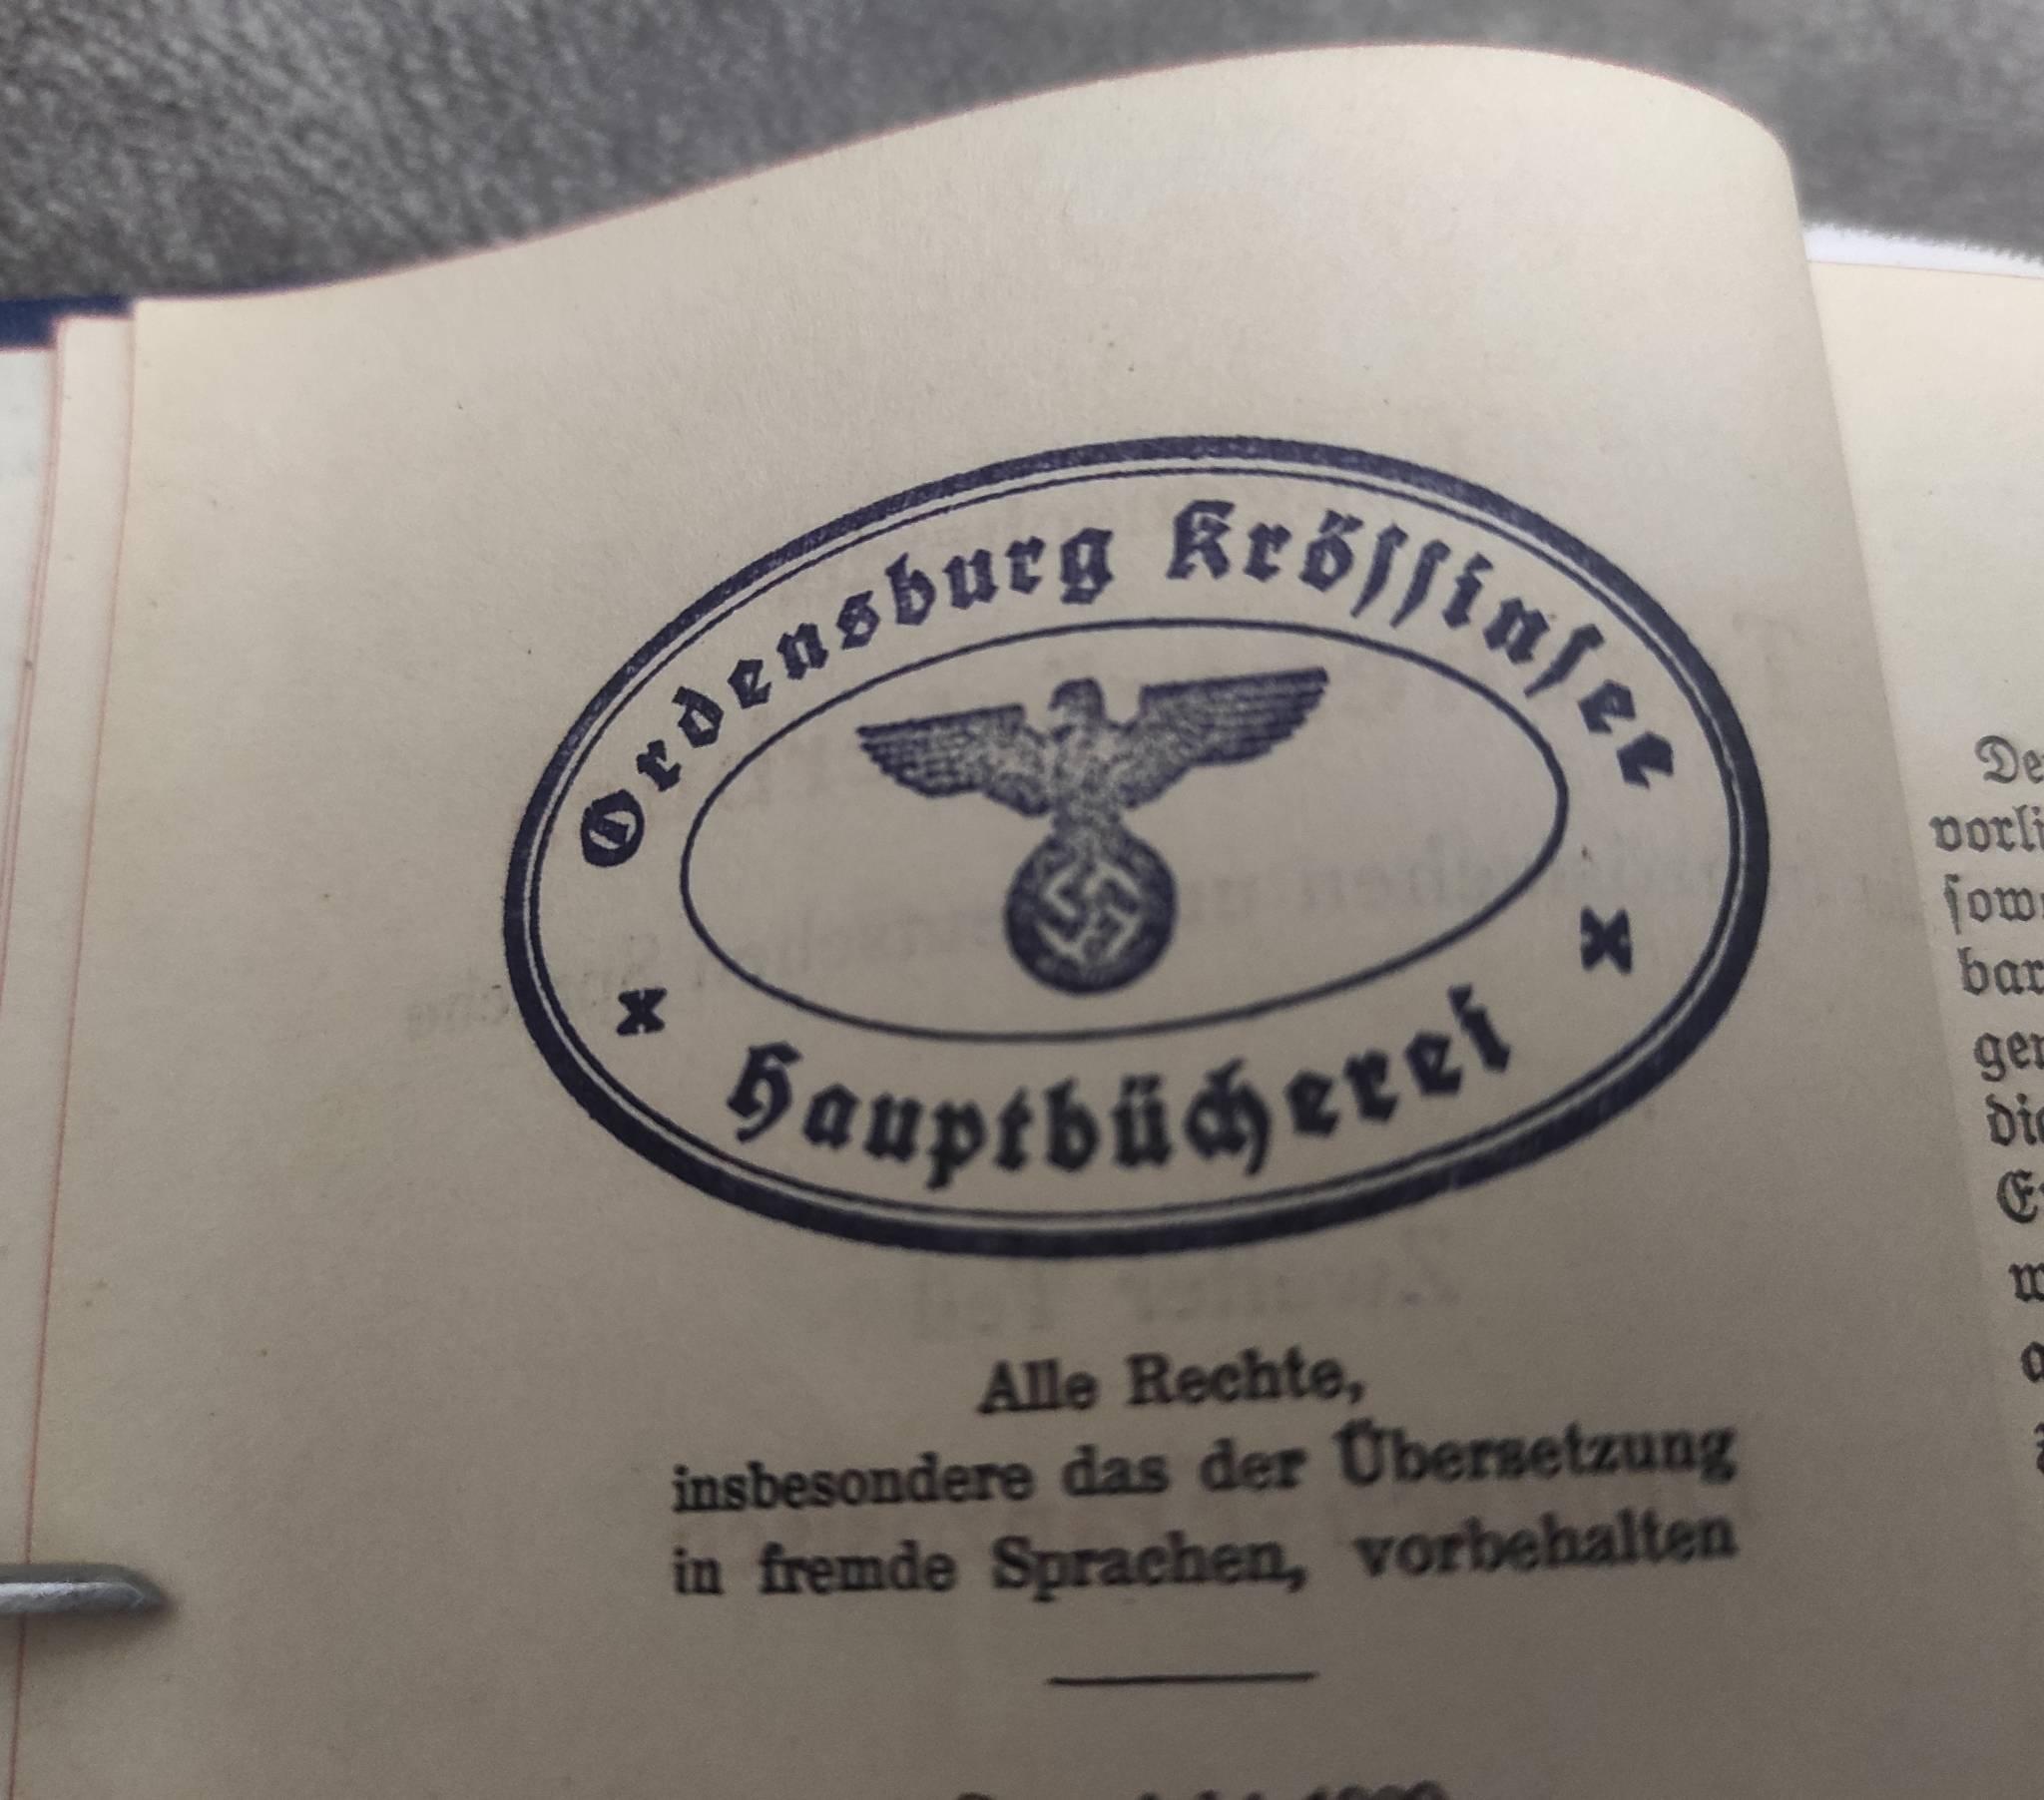 Ordensburg Krössinsee
x Hauptbücherei x
Alle Rechte,
insbesondere das der Übersetzung
in fremde Sprachen, vorbehalten